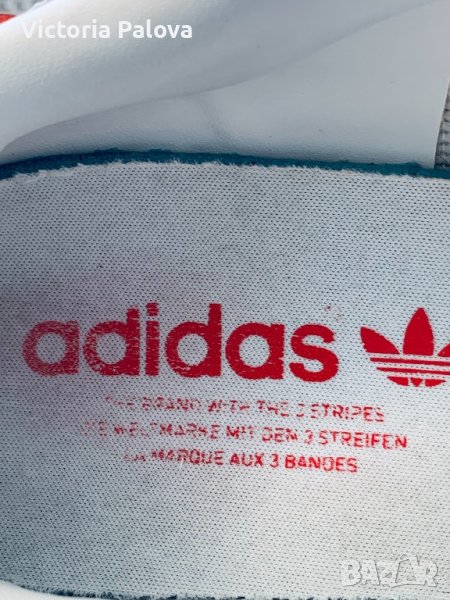 Victoria Palova
adidas
THE BRAND WITH THE 3 STRIPES
DIE WELTMARKE MIT DEN 3 STREIFEN
LA MARQUE AUX 3 BANDES
bazar.bg